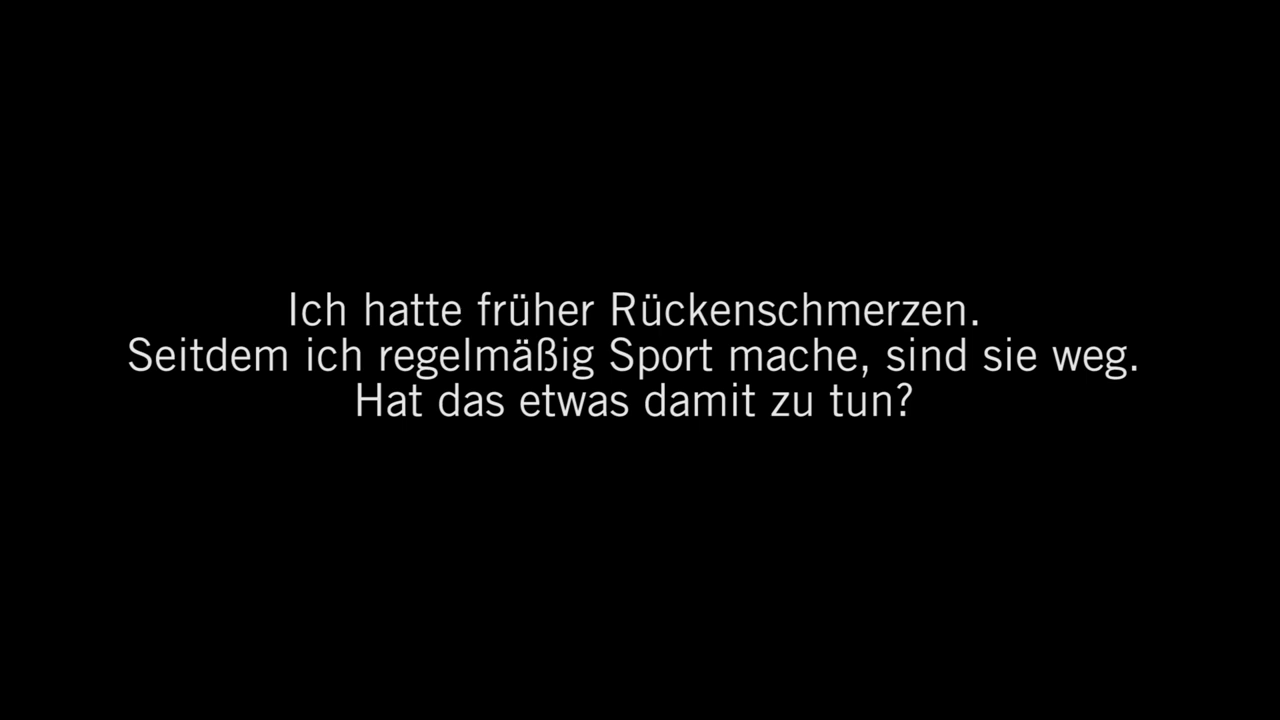 Ich hatte früher Rückenschmerzen.
Seitdem ich regelmäßig Sport mache, sind sie weg.
Hat das etwas damit zu tun?